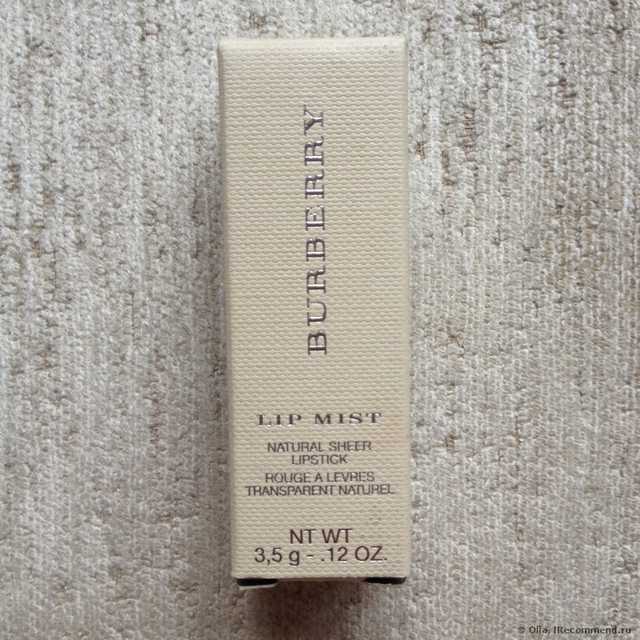 BURBERRY
LIP MIST
NATURAL SHEER
LIPSTICK
ROUGE A LEVRES
TRANSPARENT NATUREL
NT WT
3,5 g - .12 OZ.
© Olla, IRecommend.ru